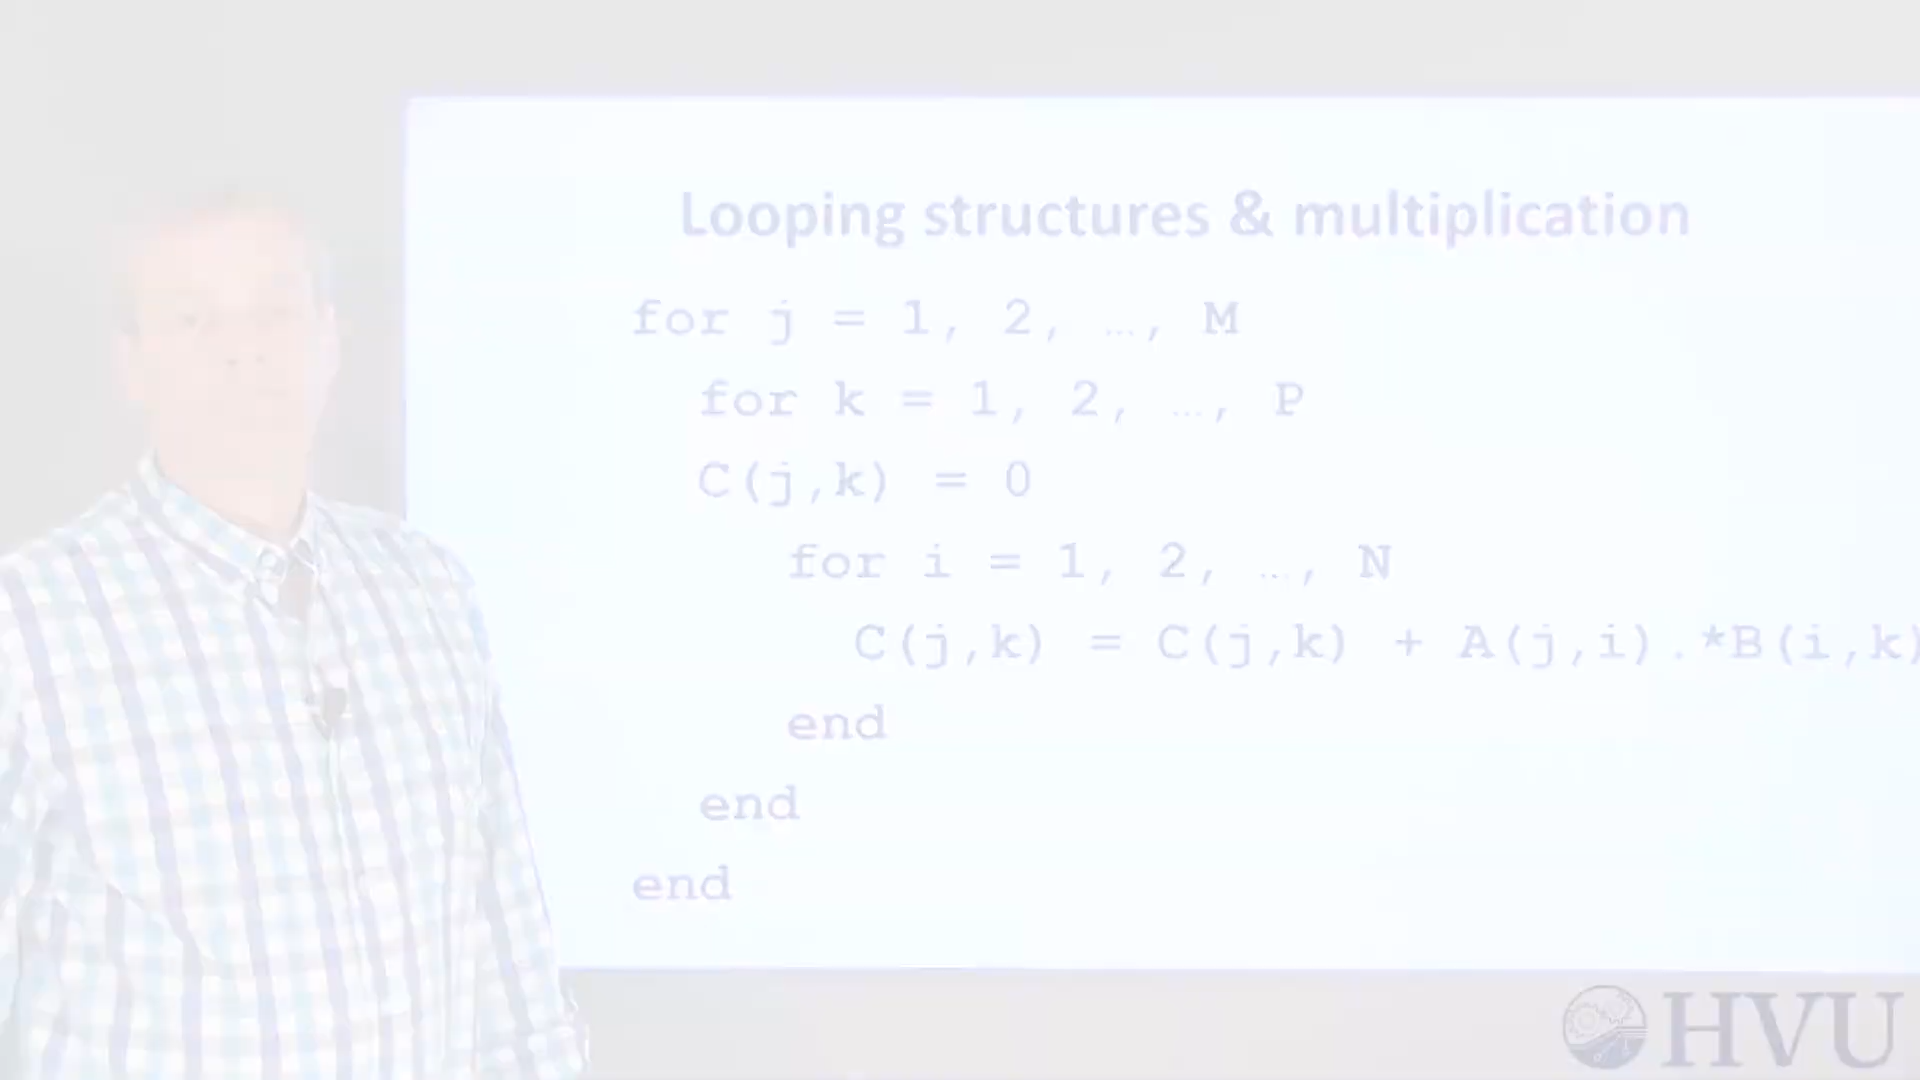 Looping structures & multiplication
for j = 1, 2, …, M
for k = 1, 2, …, P
C(j,k) = 0
for i = 1, 2, …, N
C(j,k) = C(j,k) + A(j,i).*B(i,k)
end
end
end
HVU